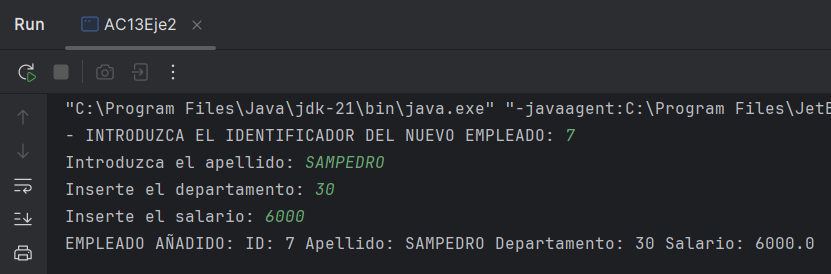 Run AC13Eje2
"C:\Program Files\Java\jdk-21\bin\java.exe" "-javaagent:C:\Program Files\JetB
- INTRODUZCA EL IDENTIFICADOR DEL NUEVO EMPLEADO: 7
Introduzca el apellido: SAMPEDRO
Inserte el departamento: 30
Inserte el salario: 6000
EMPLEADO AÑADIDO: ID: 7 Apellido: SAMPEDRO Departamento: 30 Salario: 6000.0